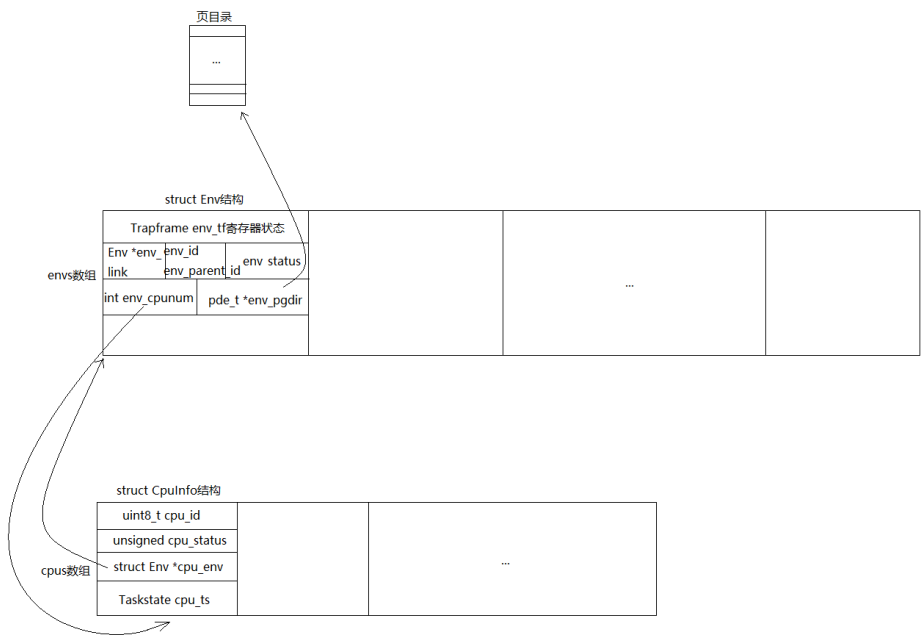 页目录
...
struct Env结构
Trapframe env_tf寄存器状态
Env *env_
link
env_id
env_parent_id
env status
envs数组
int env_cpunum
pde_t *env_pgdir
...
struct CpuInfo结构
uint8_t cpu_id
unsigned cpu_status
cpus数组
struct Env *cpu_env
...
Taskstate cpu_ts